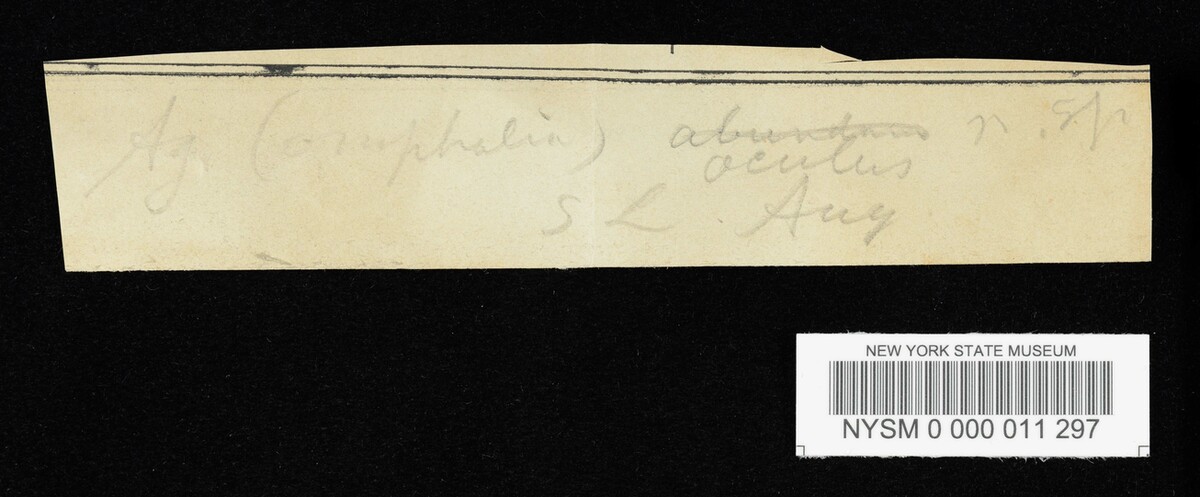 Ag. (omphalia) abundans n. sp
oculus
S L. Aug
NEW YORK STATE MUSEUM
NYSM 0 000 011 297